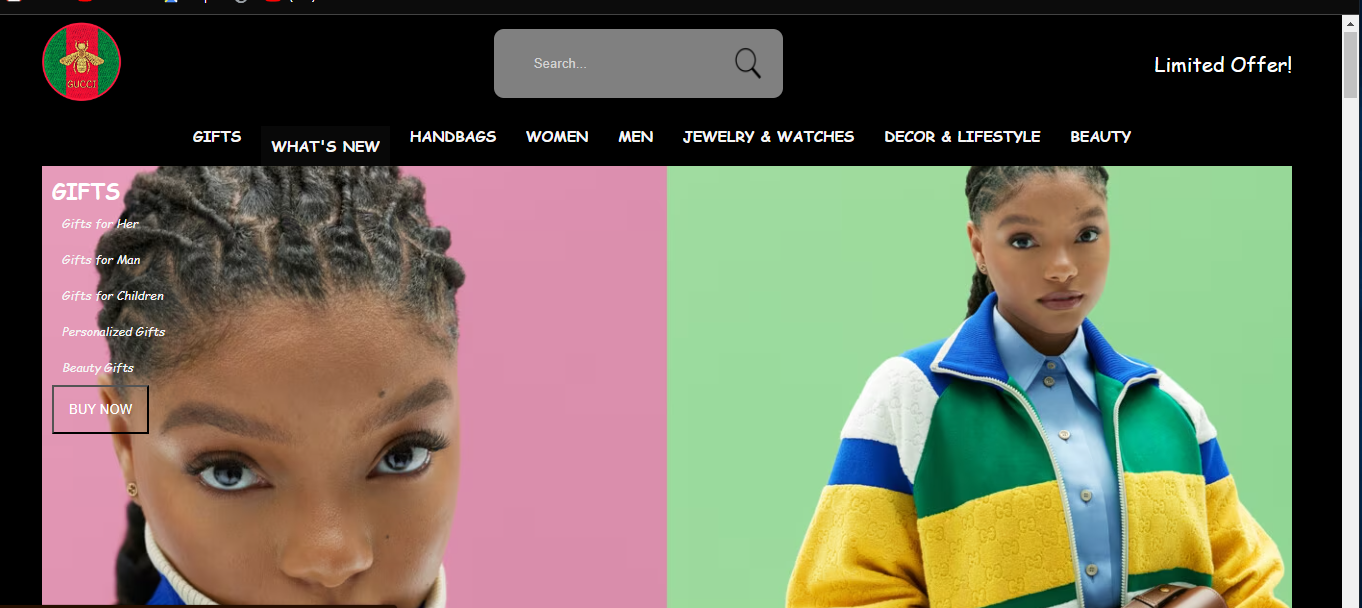 GUCCI
Search...
Limited Offer!
GIFTS WHAT'S NEW HANDBAGS WOMEN MEN JEWELRY & WATCHES DECOR & LIFESTYLE BEAUTY
GIFTS
Gifts for Her
Gifts for Man
Gifts for Children
Personalized Gifts
Beauty Gifts
BUY NOW